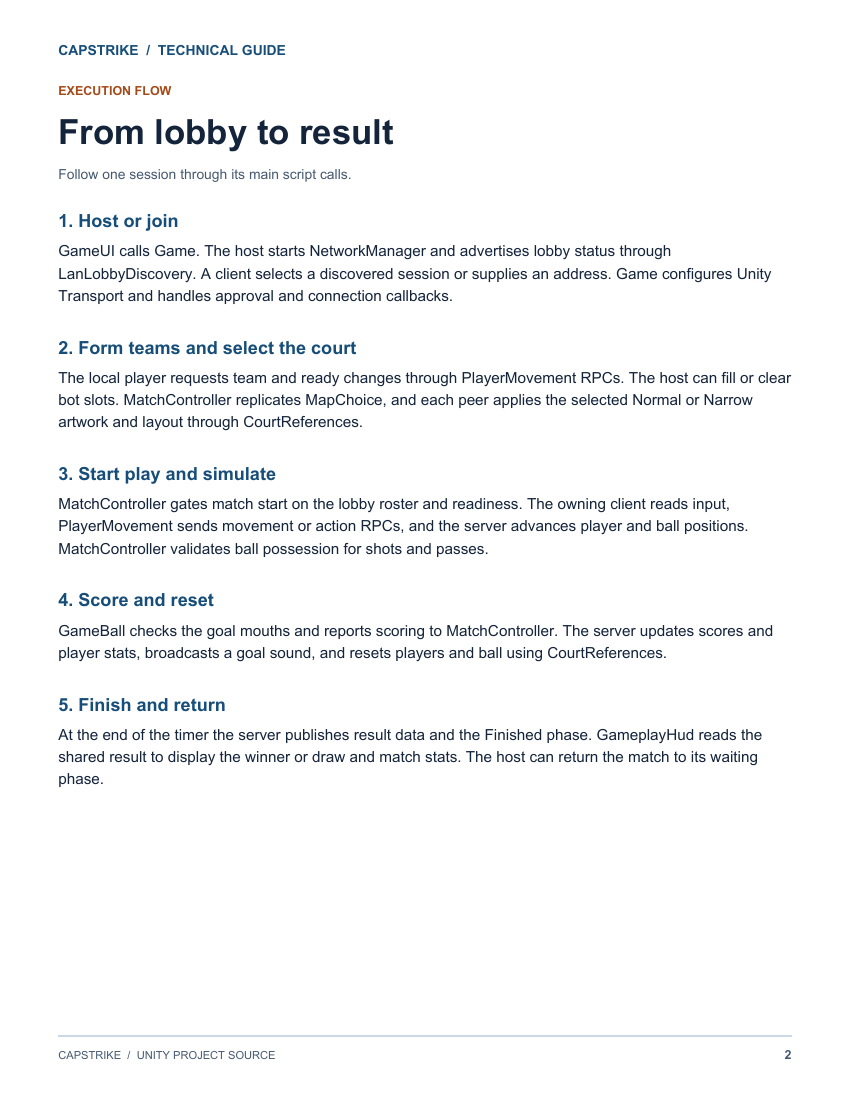 CAPSTRIKE / TECHNICAL GUIDE
EXECUTION FLOW
From lobby to result
Follow one session through its main script calls.
1. Host or join
GameUI calls Game. The host starts NetworkManager and advertises lobby status through
LanLobbyDiscovery. A client selects a discovered session or supplies an address. Game configures Unity
Transport and handles approval and connection callbacks.
2. Form teams and select the court
The local player requests team and ready changes through PlayerMovement RPCs. The host can fill or clear
bot slots. MatchController replicates MapChoice, and each peer applies the selected Normal or Narrow
artwork and layout through CourtReferences.
3. Start play and simulate
MatchController gates match start on the lobby roster and readiness. The owning client reads input,
PlayerMovement sends movement or action RPCs, and the server advances player and ball positions.
MatchController validates ball possession for shots and passes.
4. Score and reset
GameBall checks the goal mouths and reports scoring to MatchController. The server updates scores and
player stats, broadcasts a goal sound, and resets players and ball using CourtReferences.
5. Finish and return
At the end of the timer the server publishes result data and the Finished phase. GameplayHud reads the
shared result to display the winner or draw and match stats. The host can return the match to its waiting
phase.
CAPSTRIKE / UNITY PROJECT SOURCE
2